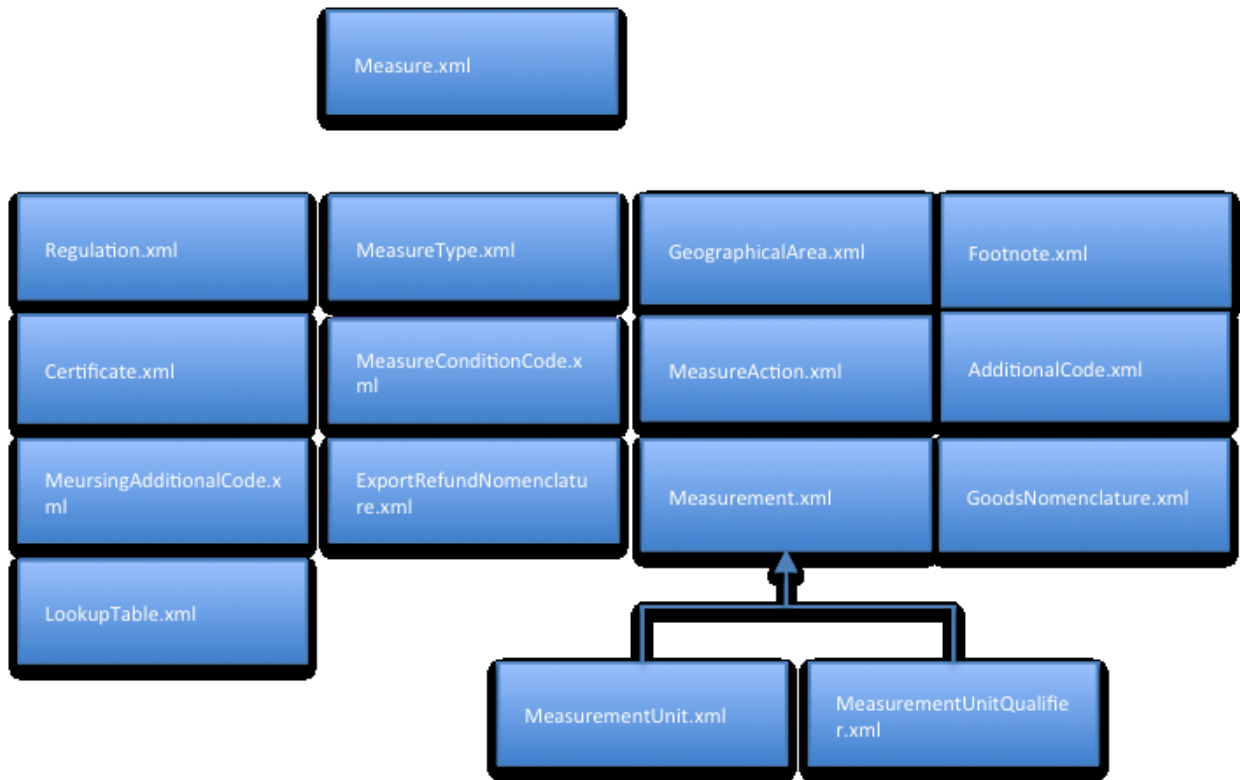 Measure.xml
Regulation.xml
MeasureType.xml
GeographicalArea.xml
Footnote.xml
Certificate.xml
MeasureConditionCode.x
ml
MeasureAction.xml
AdditionalCode.xml
MeursingAdditionalCode.x
ml
ExportRefundNomenclatu
re.xml
Measurement.xml
GoodsNomenclature.xml
LookupTable.xml
MeasurementUnit.xml
MeasurementUnitQualifie
r.xml